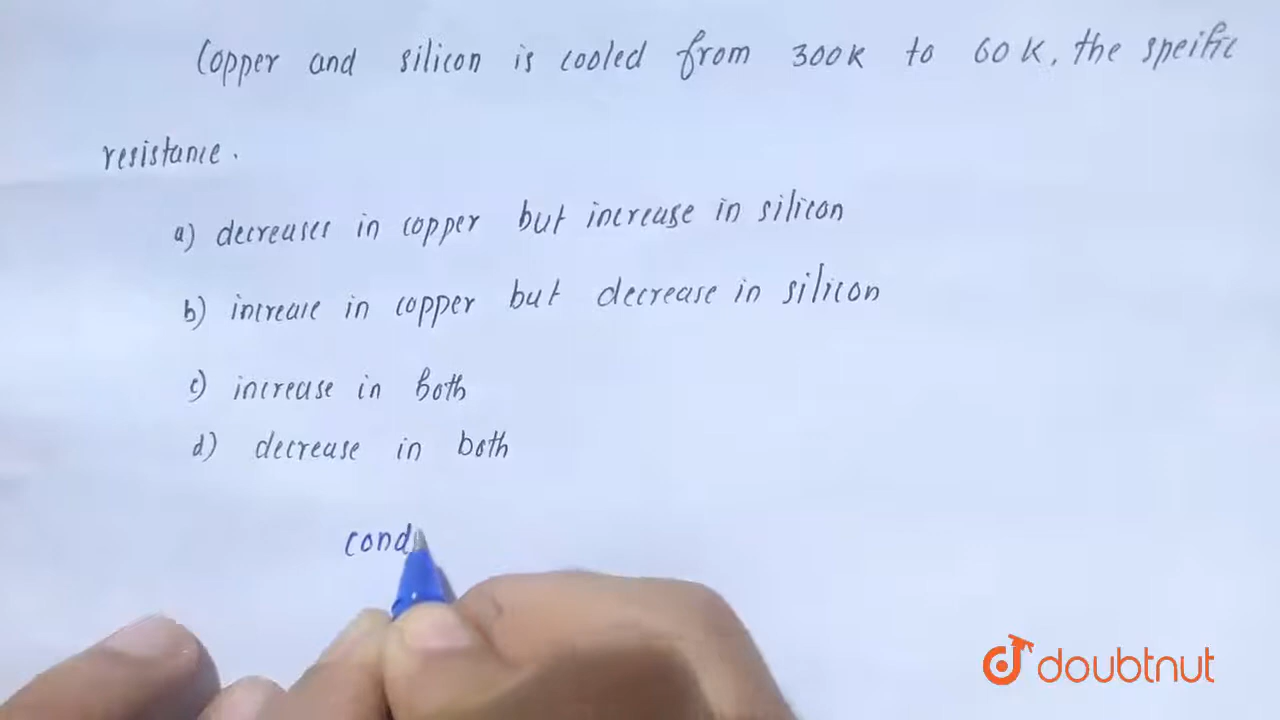 Copper and silicon is cooled from 300K to 60K, the speific
resistance.
a) decreases in copper but increase in silicon
b) increase in copper but decrease in silicon
c) increase in both
d) decrease in both
cond
doubtnut